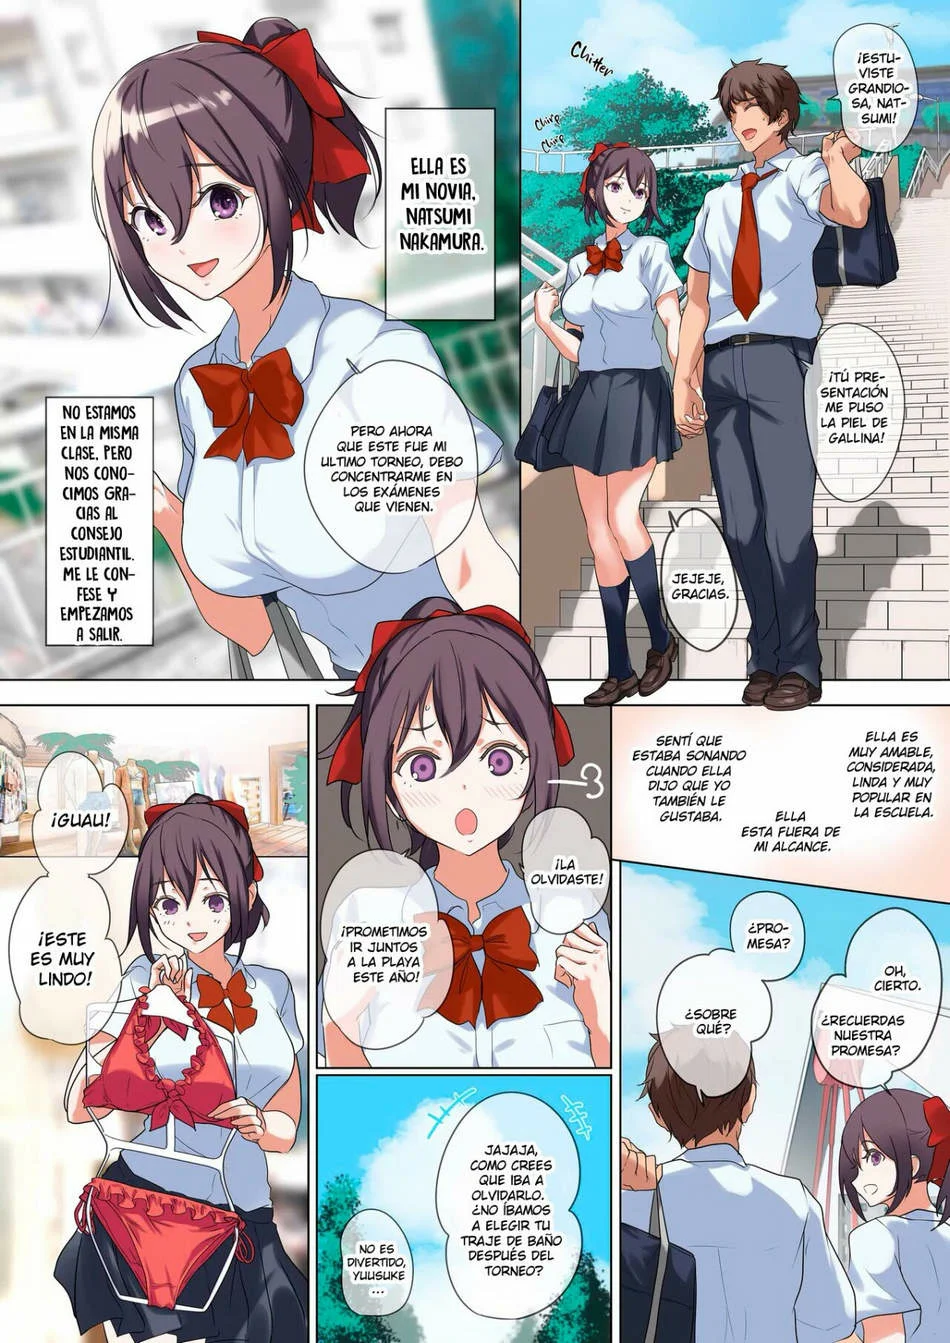 ¡ESTU-
VISTE
GRANDIO-
SA, NAT-
SUMI!
Chitter
Chirp
Chirp
¡TÚ PRE-
SENTACIÓN
ME PUSO
LA PIEL DE
GALLINA!
JEJEJE,
GRACIAS.
ELLA ES
MI NOVIA,
NATSUMI
NAKAMURA.
PERO AHORA
QUE ESTE FUE MI
ULTIMO TORNEO, DEBO
CONCENTRARME EN
LOS EXÁMENES
QUE VIENEN.
NO ESTAMOS
EN LA MISMA
CLASE. PERO
NOS CONO-
CIMOS GRA-
CIAS AL
CONSEJO
ESTUDIANTIL.
ME LE CON-
FESE Y
EMPEZAMOS
A SALIR.
ELLA ES
MUY AMABLE,
CONSIDERADA,
LINDA Y MUY
POPULAR EN
LA ESCUELA.
ELLA
ESTA FUERA DE
MI ALCANCE.
SENTÍ QUE
ESTABA SONANDO
CUANDO ELLA
DIJO QUE YO
TAMBIÉN LE
GUSTABA.
OH,
CIERTO.
¿RECUERDAS
NUESTRA
PROMESA?
¿PRO-
MESA?
¿SOBRE
QUÉ?
¡LA
OLVIDASTE!
¡PROMETIMOS
IR JUNTOS
A LA PLAYA
ESTE AÑO!
JAJAJA,
COMO CREES
QUE IBA A
OLVIDARLO.
¿NO ÍBAMOS
A ELEGIR TU
TRAJE DE BAÑO
DESPUÉS DEL
TORNEO?
NO ES
DIVERTIDO,
YUUSUKE
...
¡GUAU!
¡ESTE
ES MUY
LINDO!